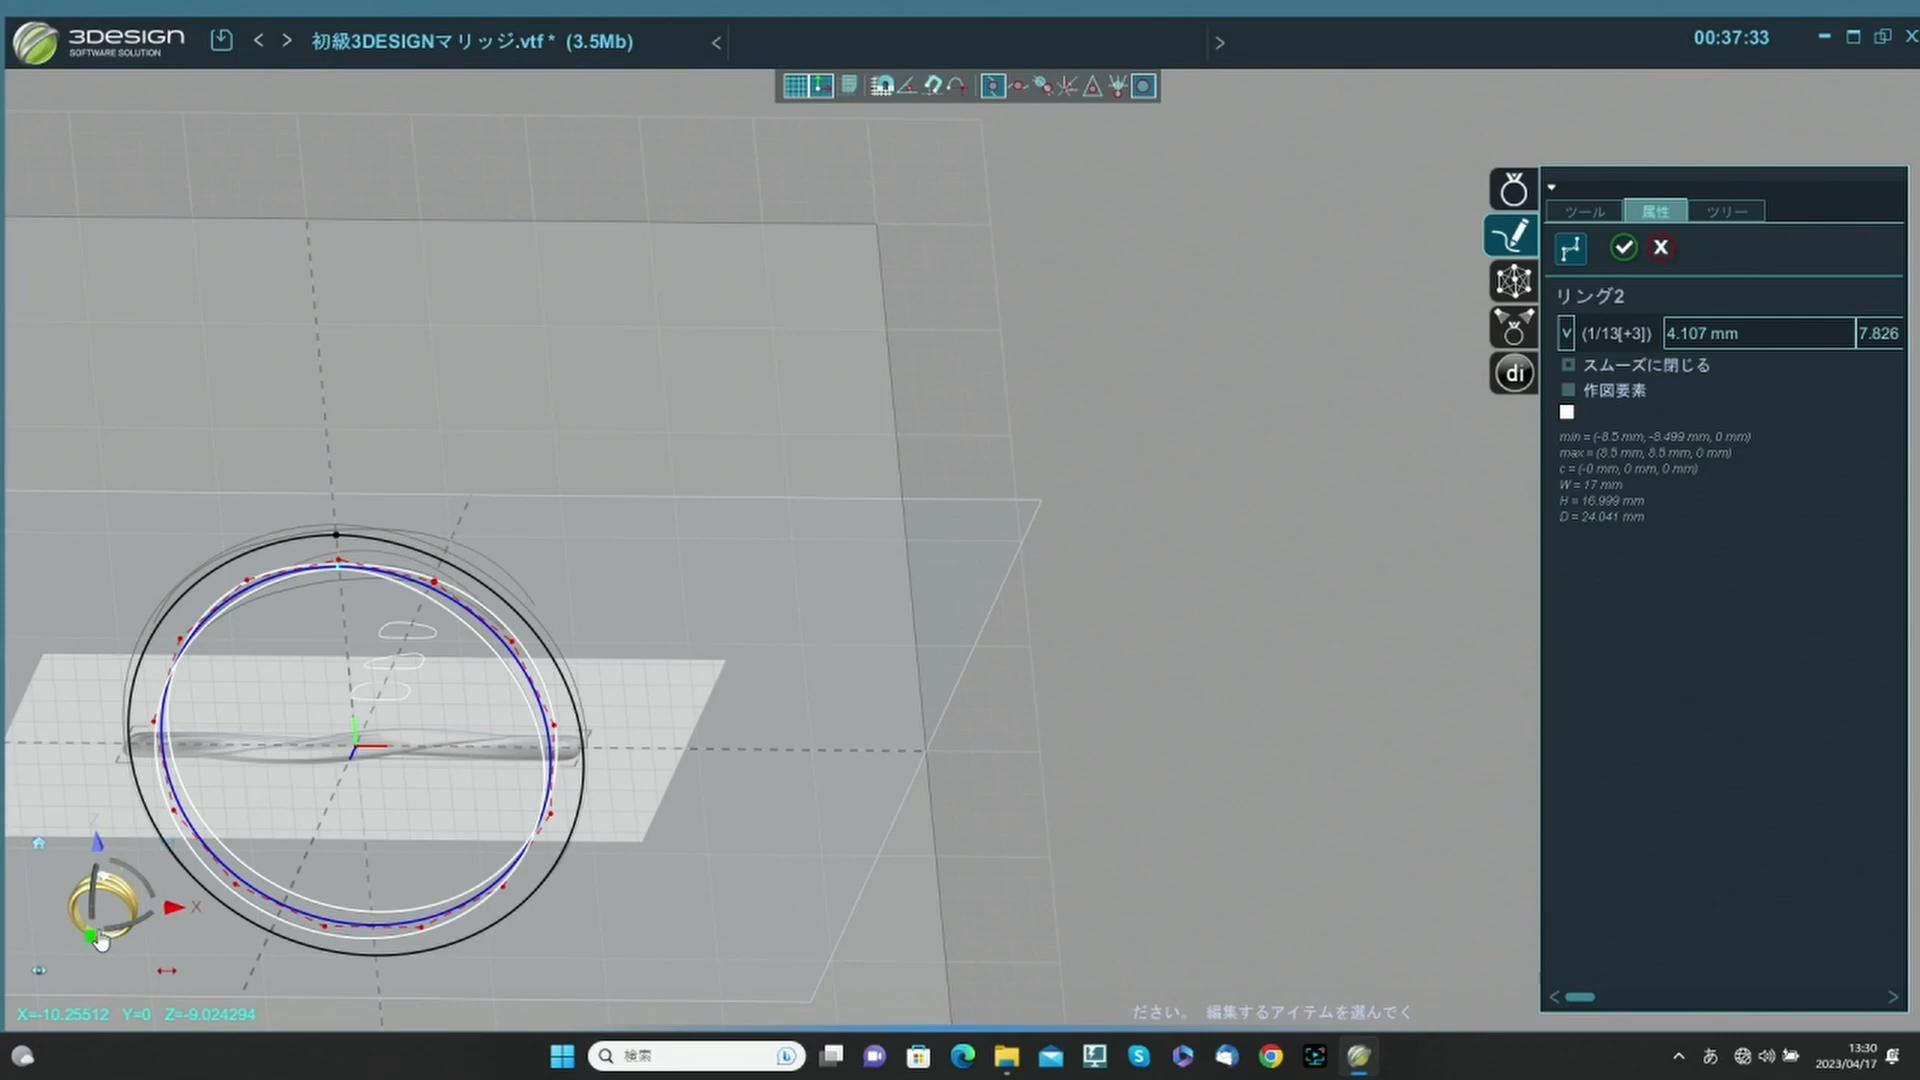 3DESIGN
SOFTWARE SOLUTION
初級3DESIGNマリッジ.vtf * (3.5Mb)
00:37:33
ツール
属性
ツリー
リング2
(1/13[+3])
4.107 mm
7.826
スムーズに閉じる
作図要素
min = (-8.5 mm, -8.499 mm, 0 mm)
max = (8.5 mm, 8.5 mm, 0 mm)
c = (-0 mm, 0 mm, 0 mm)
W = 17 mm
H = 16.999 mm
D = 24.041 mm
di
Z
X
X=-10.25512 Y=0 Z=-9.024294
ださい。 編集するアイテムを選んでく
検索
あ
13:30
2023/04/17